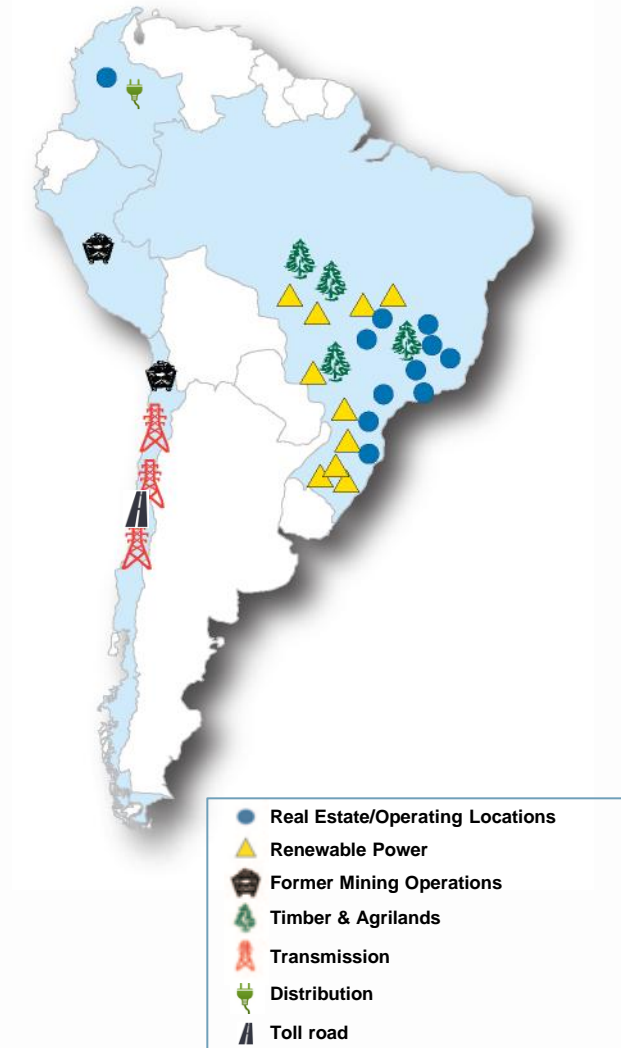 Real Estate/Operating Locations
Renewable Power
Former Mining Operations
Timber & Agrilands
Transmission
Distribution
Toll road